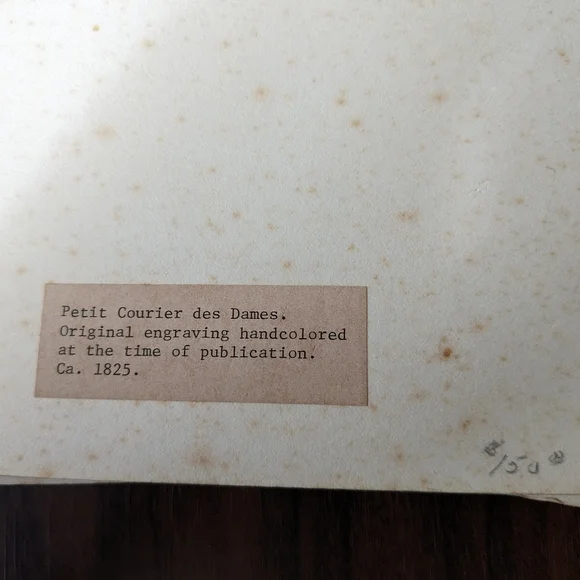 Petit Courier des Dames.
Original engraving handcolored
at the time of publication.
Ca. 1825.